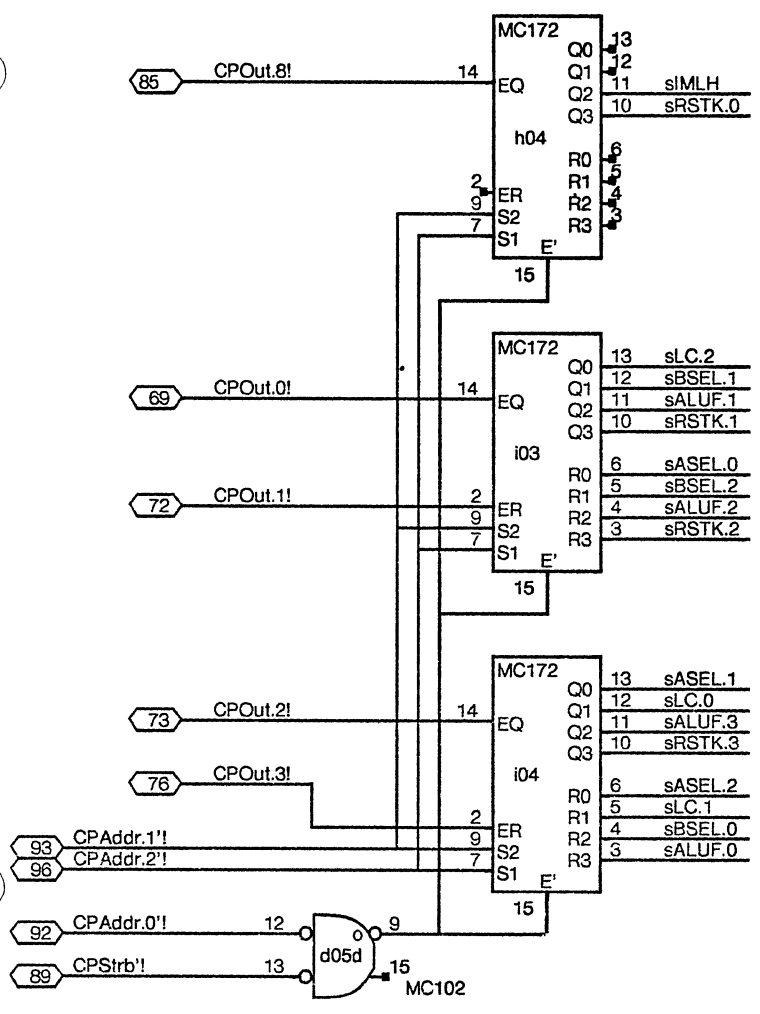 MC172
Q0 13
Q1 12
85 CPOut.8! 14 EQ Q2 11 sIMLH
Q3 10 sRSTK.0
h04
R0 6
R1 5
2 ER R2 4
9 S2 R3 3
7 S1
E'
15
MC172
Q0 13 sLC.2
Q1 12 sBSEL.1
69 CPOut.0! 14 EQ Q2 11 sALUF.1
Q3 10 sRSTK.1
i03
R0 6 sASEL.0
72 CPOut.1! 2 ER R1 5 sBSEL.2
9 S2 R2 4 sALUF.2
7 S1 R3 3 sRSTK.2
E'
15
MC172
Q0 13 sASEL.1
Q1 12 sLC.0
73 CPOut.2! 14 EQ Q2 11 sALUF.3
Q3 10 sRSTK.3
76 CPOut.3! i04
R0 6 sASEL.2
2 ER R1 5 sLC.1
93 CPAddr.1'! 9 S2 R2 4 sBSEL.0
96 CPAddr.2'! 7 S1 R3 3 sALUF.0
E'
15
92 CPAddr.0'! 12 o 9
d05d
89 CPStrb'! 13 15
MC102